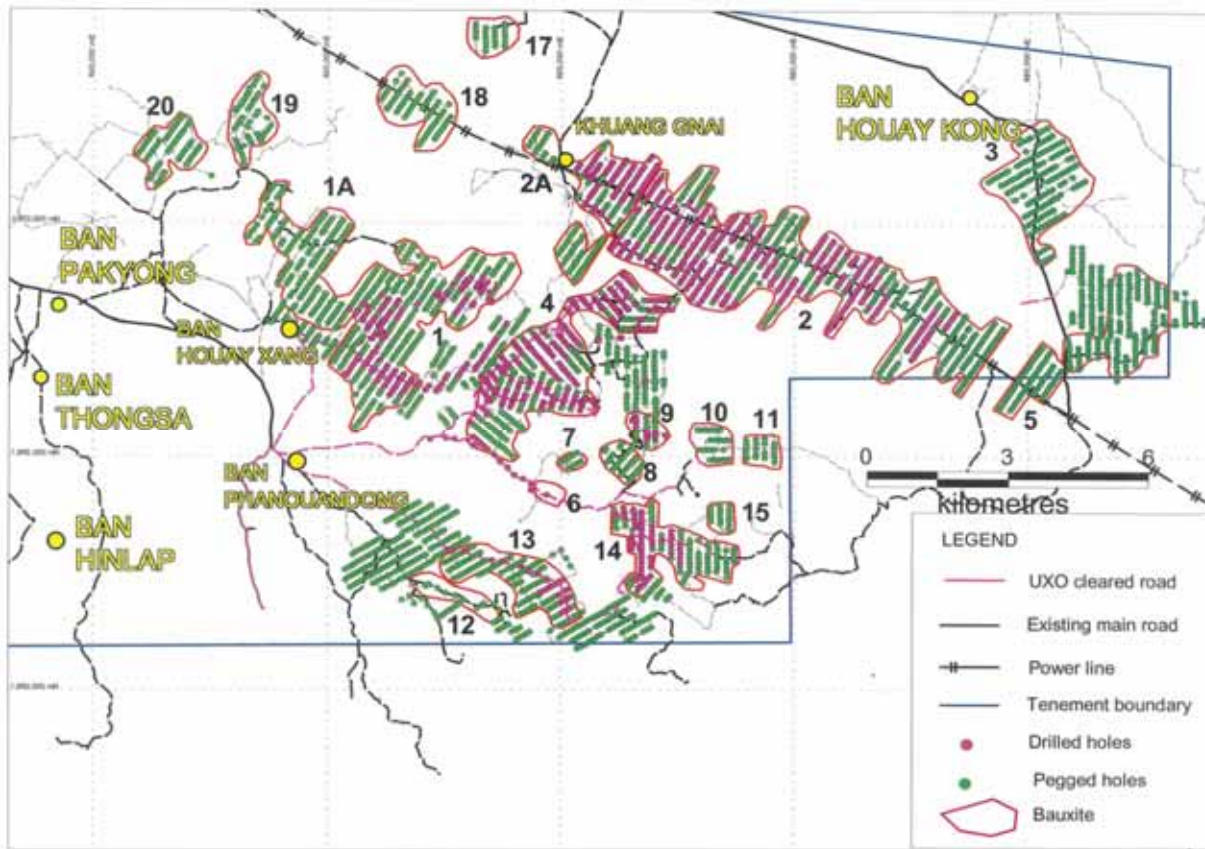 17
18
19
20
KHUANG GNAI
BAN
HOUAY KONG
3
2A
1A
BAN
PAKYONG
4
2
1
BAN
HOUAY XANG
BAN
THONGSA
5
9
10
11
7
8
0 3 6
kilometres
BAN
PHANOUANDONG
6
15
BAN
HINLAP
13
14
12
LEGEND
UXO cleared road
Existing main road
Power line
Tenement boundary
Drilled holes
Pegged holes
Bauxite